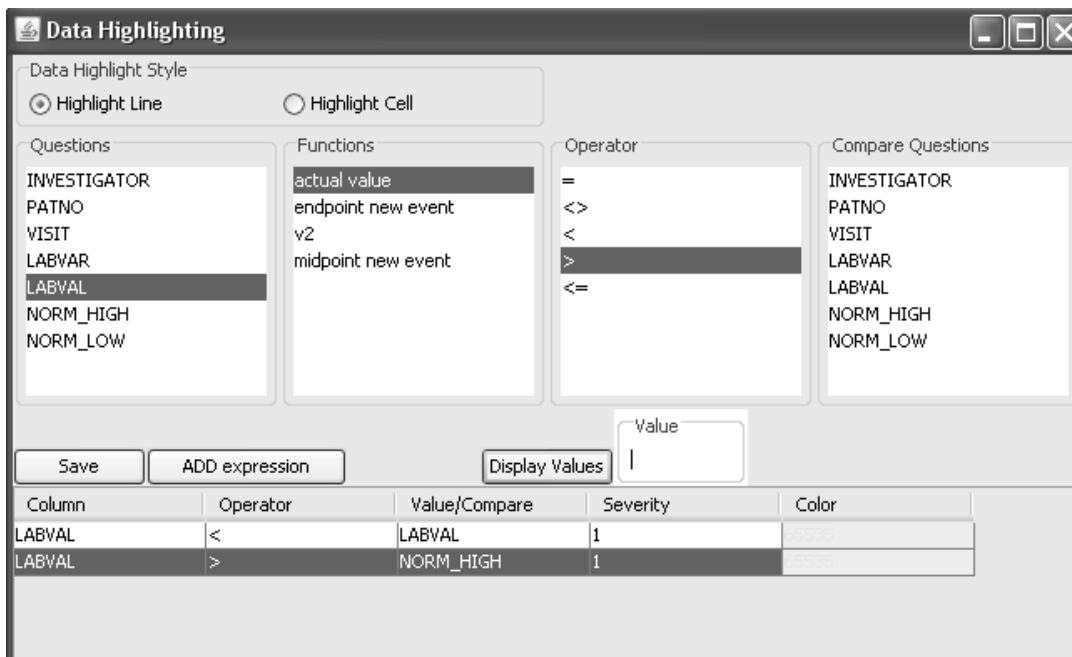 Data Highlighting
Data Highlight Style
Highlight Line Highlight Cell
Questions Functions Operator Compare Questions
INVESTIGATOR actual value = INVESTIGATOR
PATNO endpoint new event <> PATNO
VISIT v2 < VISIT
LABVAR midpoint new event > LABVAR
LABVAL <= LABVAL
NORM_HIGH NORM_HIGH
NORM_LOW NORM_LOW
Value
Save ADD expression Display Values
Column Operator Value/Compare Severity Color
LABVAL < LABVAL 1 65535
LABVAL > NORM_HIGH 1 65535